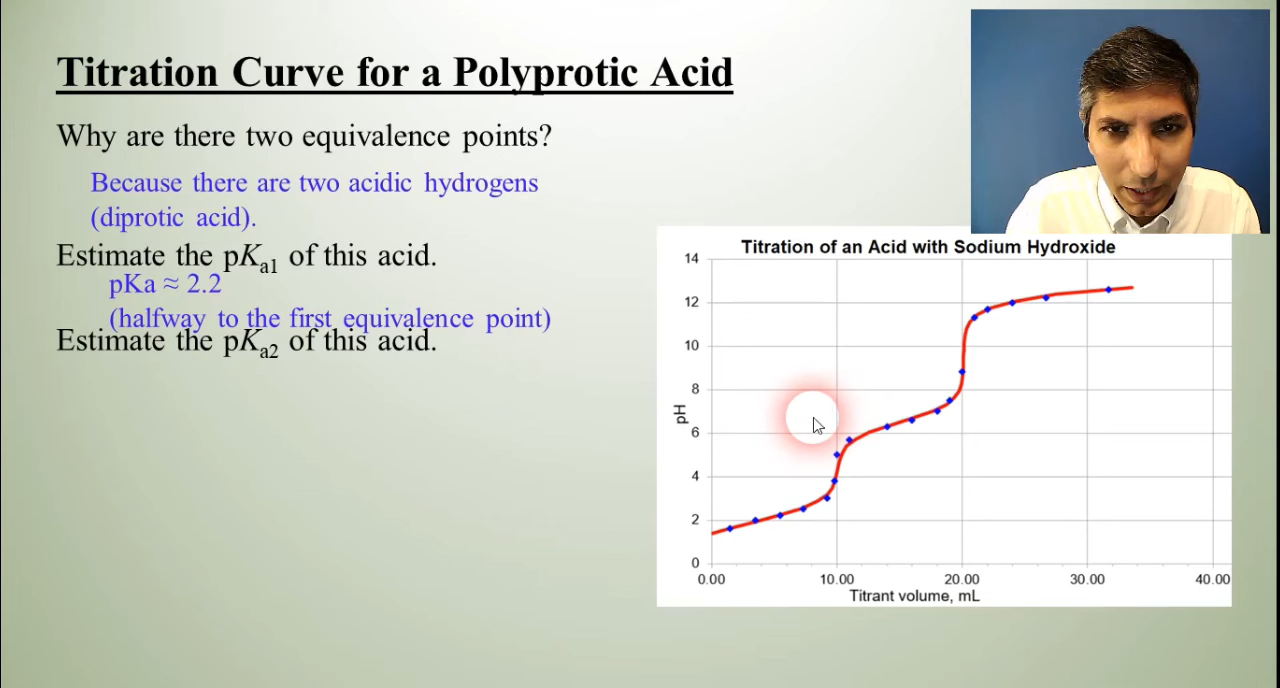 Titration Curve for a Polyprotic Acid
Why are there two equivalence points?
Because there are two acidic hydrogens
(diprotic acid).
Estimate the pKa1 of this acid.
pKa ≈ 2.2
(halfway to the first equivalence point)
Estimate the pKa2 of this acid.
Titration of an Acid with Sodium Hydroxide
14
12
10
8
6
4
2
0
pH
0.00 10.00 20.00 30.00 40.00
Titrant volume, mL